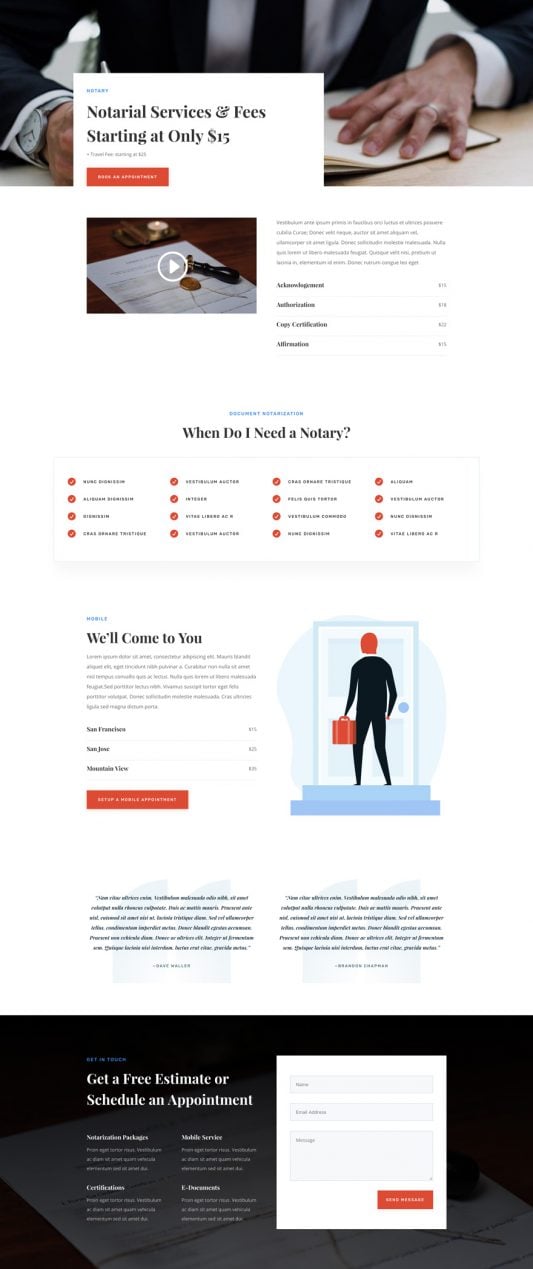 NOTARY
Notarial Services & Fees
Starting at Only $15
+ Travel Fee: starting at $25
BOOK AN APPOINTMENT
Vestibulum ante ipsum primis in faucibus orci luctus et ultrices posuere
cubilia Curae; Donec velit neque, auctor sit amet aliquam vel,
ullamcorper sit amet ligula. Donec sollicitudin molestie malesuada. Nulla
quis lorem ut libero malesuada feugiat. Quisque velit nisi, pretium ut
lacinia in, elementum id enim. Donec rutrum congue leo eget
Acknowlogement $15
Authorization $18
Copy Certification $22
Affirmation $15
DOCUMENT NOTARIZATION
When Do I Need a Notary?
NUNC DIGNISSIM VESTIBULUM AUCTOR CRAS ORNARE TRISTIQUE ALIQUAM
ALIQUAM DIGNISSIM INTEGER FELIS QUIS TORTOR VESTIBULUM AUCTOR
DIGNISSIM VITAE LIBERO AC R VESTIBULUM COMMODO NUNC DIGNISSIM
CRAS ORNARE TRISTIQUE VESTIBULUM AUCTOR NUNC DIGNISSIM VITAE LIBERO AC R
MOBILE
We'll Come to You
Lorem ipsum dolor sit amet, consectetur adipiscing elit. Mauris blandit
aliquet elit, eget tincidunt nibh pulvinar a. Curabitur non nulla sit amet
nisl tempus convallis quis ac lectus. Nulla quis lorem ut libero malesuada
feugiat.Sed porttitor lectus nibh. Vivamus suscipit tortor eget felis
porttitor volutpat. Donec sollicitudin molestie malesuada. Cras ultricies
ligula sed magna dictum porta.
San Francisco $15
San Jose $25
Mountain View $35
SETUP A MOBILE APPOINTMENT
"Nam vitae ultrices enim. Vestibulum malesuada odio nibh, sit amet
volutpat nulla rhoncus vulputate. Duis ac mattis mauris. Praesent ante
nisl, euismod sit amet nisi ut, lacinia tristique diam. Sed vel ullamcorper
tellus, condimentum imperdiet metus. Donec blandit egestas accumsan.
Praesent non vehicula diam. Donec ac ultrices elit. Integer ut fermentum
sem. Quisque lacinia nisi interdum, luctus erat vitae, gravida metus."
~DAVE WALLER
"Nam vitae ultrices enim. Vestibulum malesuada odio nibh, sit amet
volutpat nulla rhoncus vulputate. Duis ac mattis mauris. Praesent ante
nisl, euismod sit amet nisi ut, lacinia tristique diam. Sed vel ullamcorper
tellus, condimentum imperdiet metus. Donec blandit egestas accumsan.
Praesent non vehicula diam. Donec ac ultrices elit. Integer ut fermentum
sem. Quisque lacinia nisi interdum, luctus erat vitae, gravida metus."
~BRANDON CHAPMAN
GET IN TOUCH
Get a Free Estimate or
Schedule an Appointment
Notarization Packages
Proin eget tortor risus. Vestibulum
ac diam sit amet quam vehicula
elementum sed sit amet dui.
Mobile Service
Proin eget tortor risus. Vestibulum
ac diam sit amet quam vehicula
elementum sed sit amet dui.
Certifications
Proin eget tortor risus. Vestibulum
ac diam sit amet quam vehicula
elementum sed sit amet dui.
E-Documents
Proin eget tortor risus. Vestibulum
ac diam sit amet quam vehicula
elementum sed sit amet dui.
Name
Email Address
Message
SEND MESSAGE